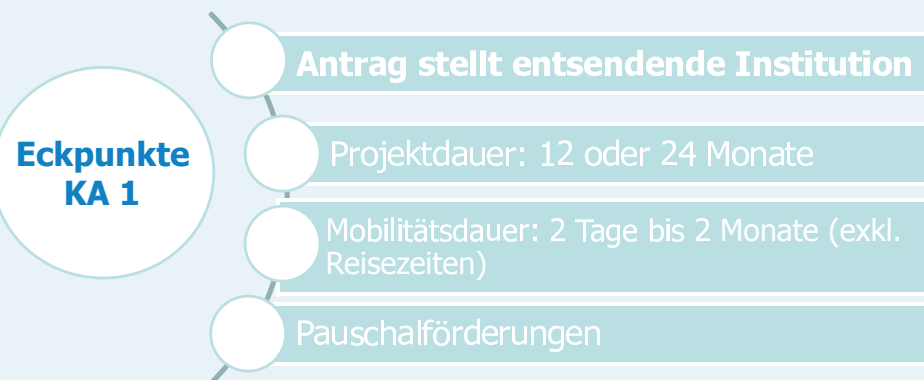 Eckpunkte
KA 1
Antrag stellt entsendende Institution
Projektdauer: 12 oder 24 Monate
Mobilitätsdauer: 2 Tage bis 2 Monate (exkl.
Reisezeiten)
Pauschalförderungen